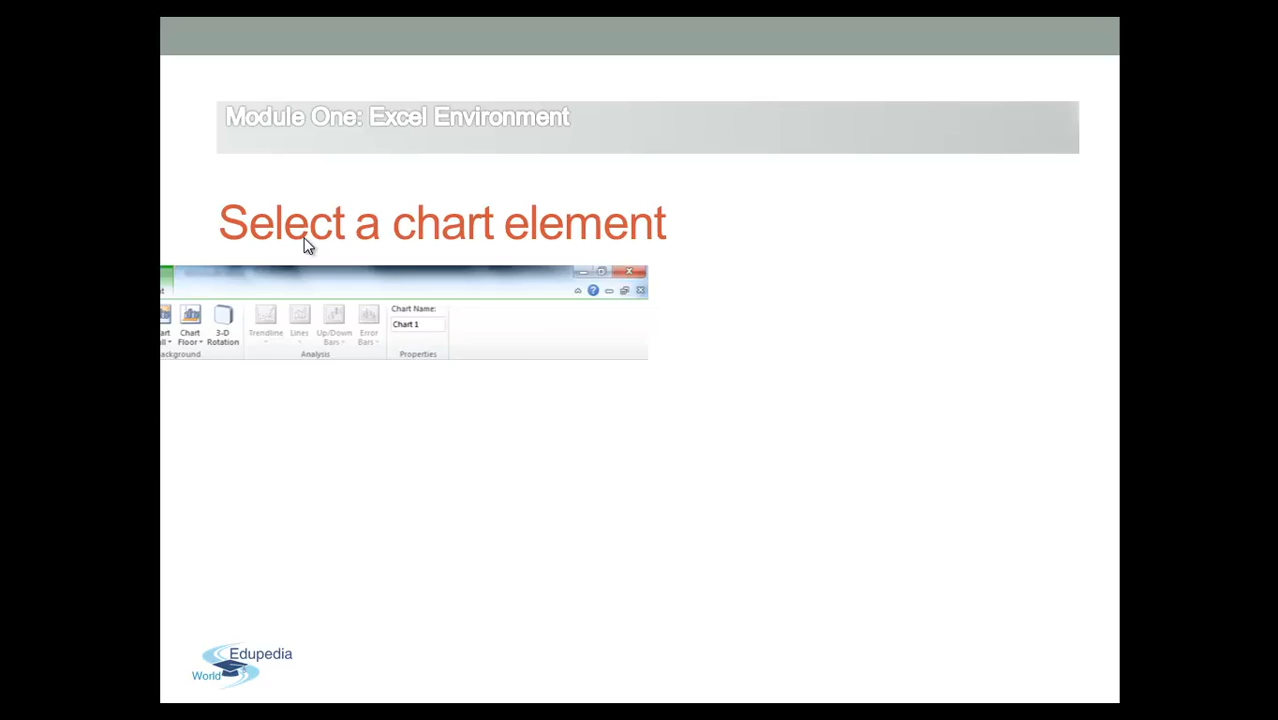 Module One: Excel Environment
Select a chart element
Chart Floor
3-D Rotation
Trendline
Lines
Up/Down Bars
Error Bars
Chart Name:
Chart 1
Analysis
Properties
Edupedia
World